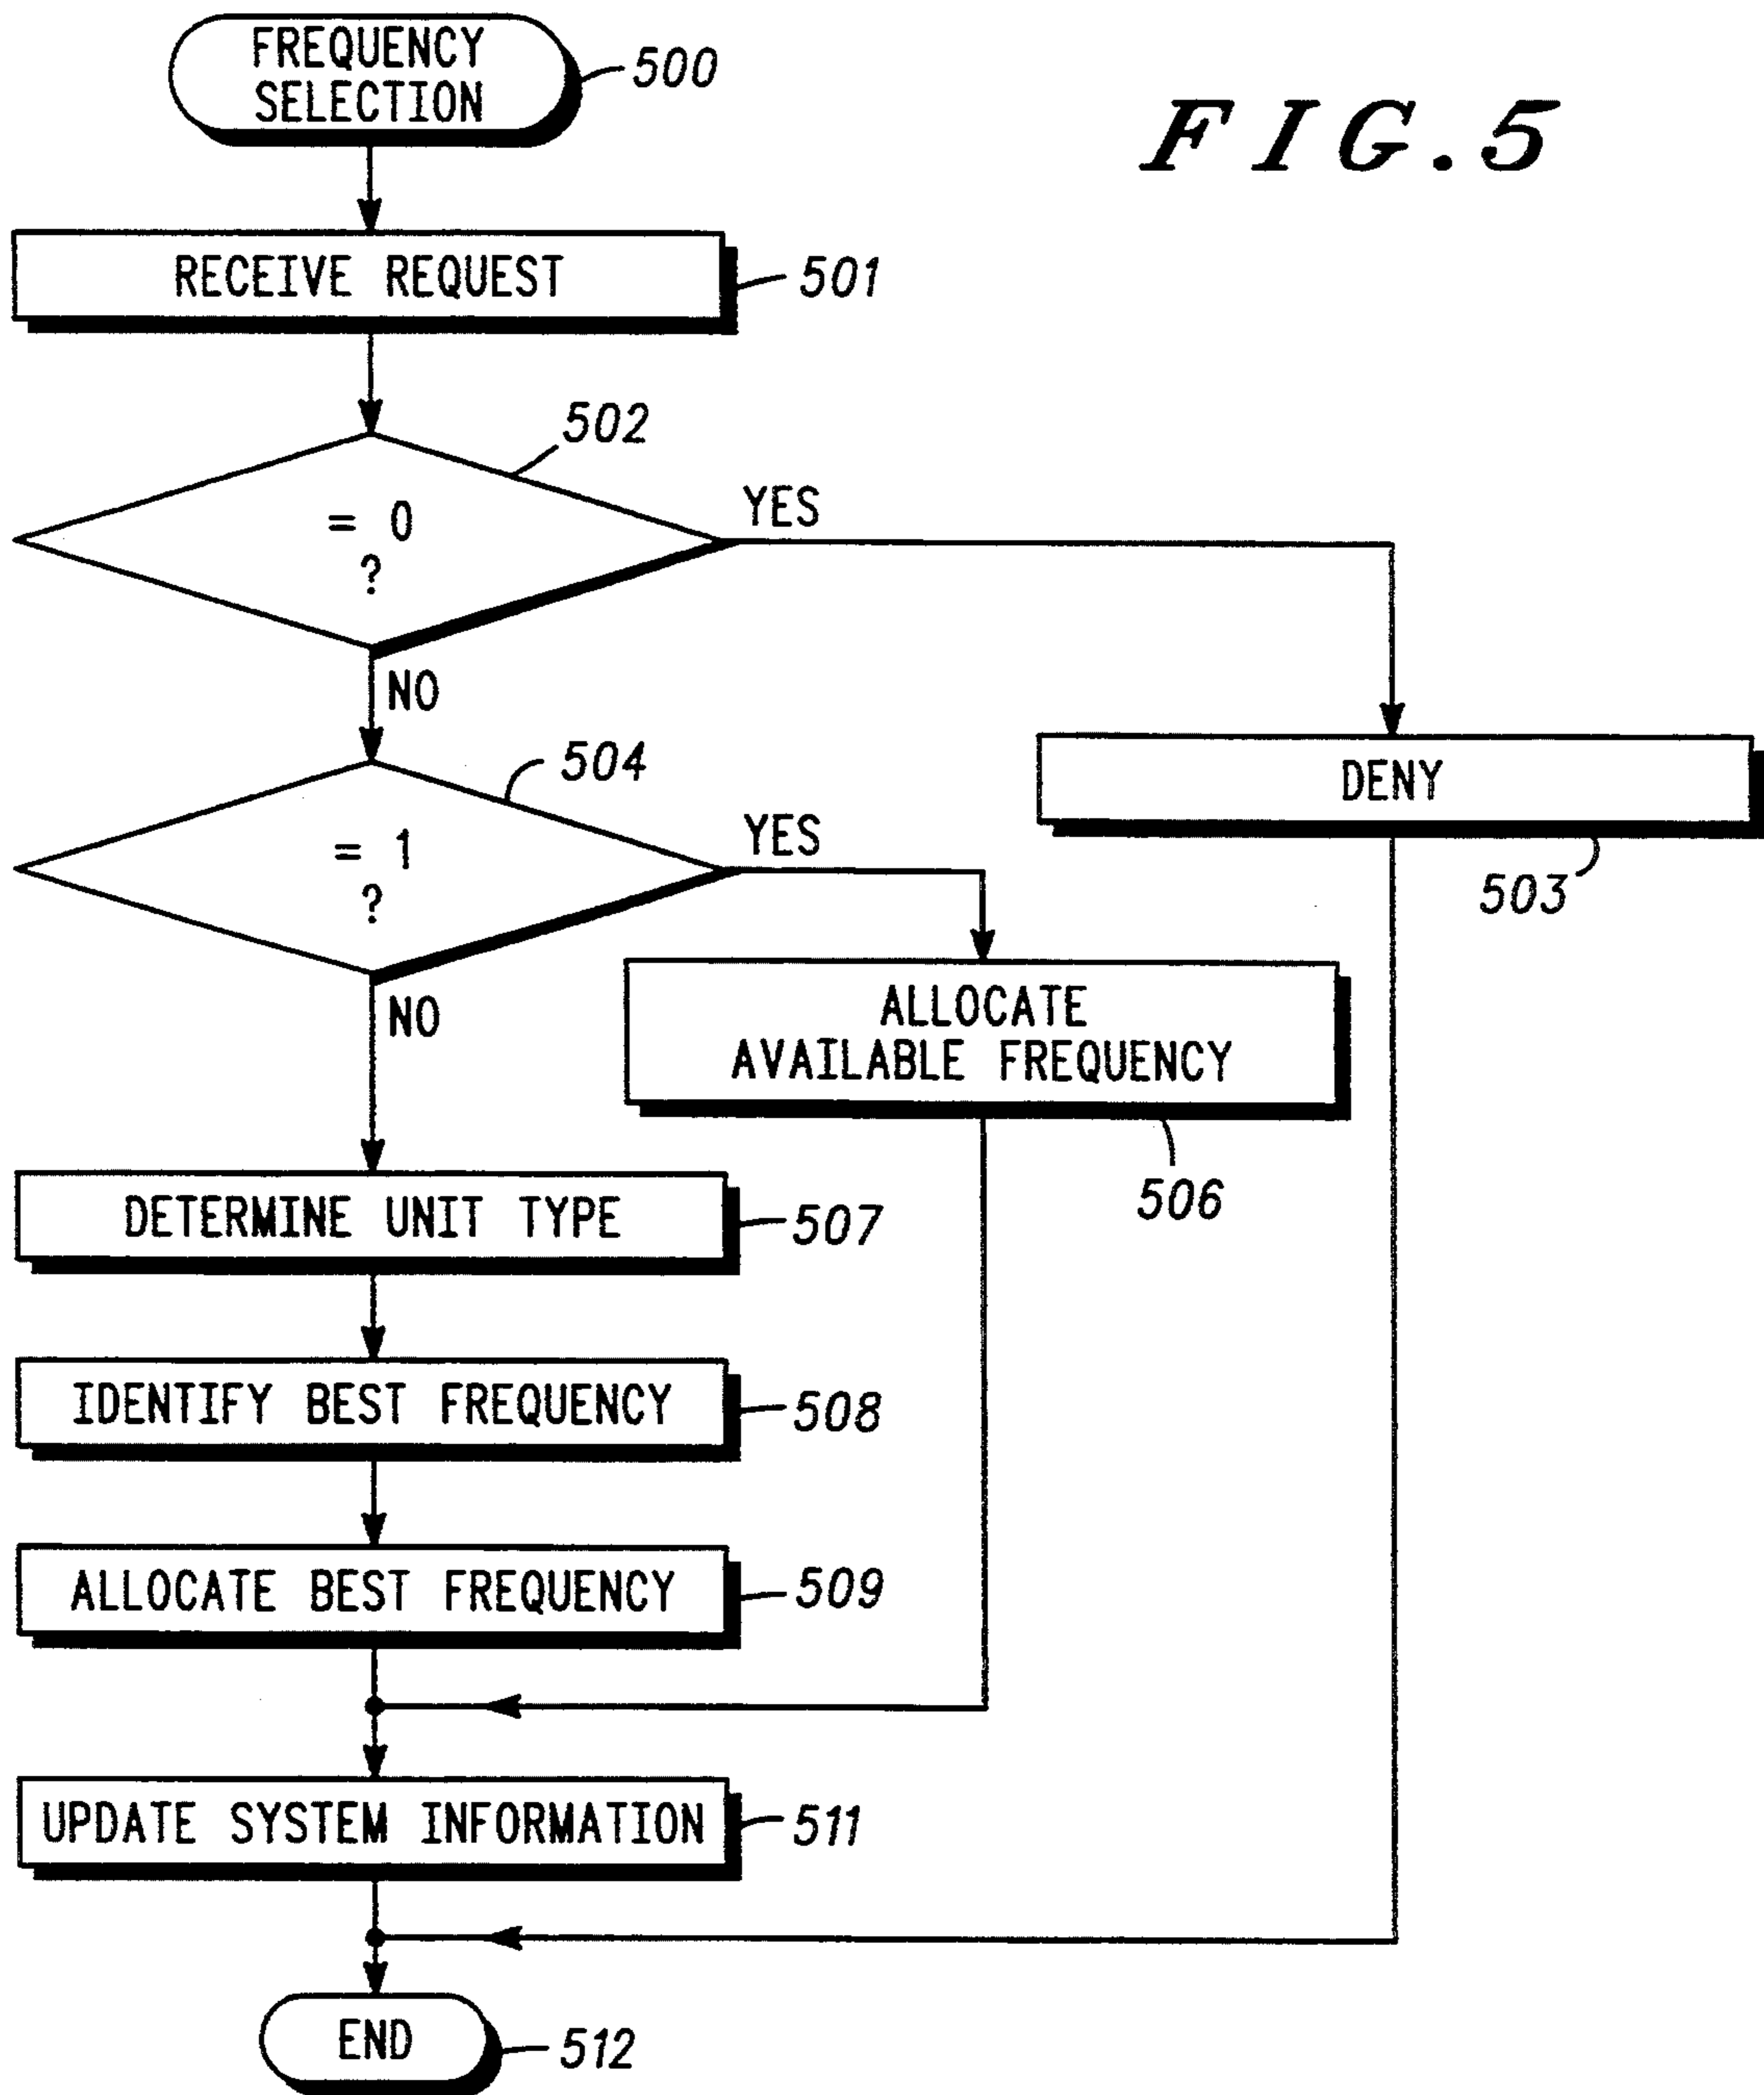 FREQUENCY
SELECTION
500
FIG.5
RECEIVE REQUEST
501
502
= 0
?
YES
NO
504
DENY
503
= 1
?
YES
NO
ALLOCATE
AVAILABLE FREQUENCY
506
DETERMINE UNIT TYPE
507
IDENTIFY BEST FREQUENCY
508
ALLOCATE BEST FREQUENCY
509
UPDATE SYSTEM INFORMATION
511
END
512